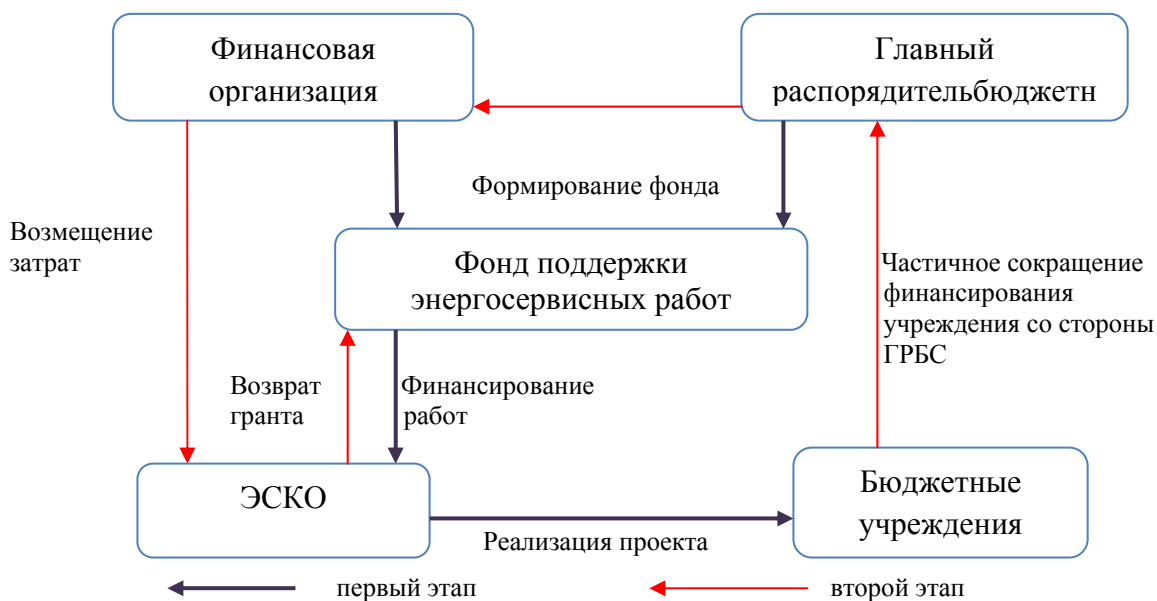 Финансовая
организация
Главный
распорядительбюджетн
Формирование фонда
Возмещение
затрат
Фонд поддержки
энергосервисных работ
Частичное сокращение
финансирования
учреждения со стороны
ГРБС
Возврат
гранта
Финансирование
работ
ЭСКО
Бюджетные
учреждения
Реализация проекта
первый этап
второй этап